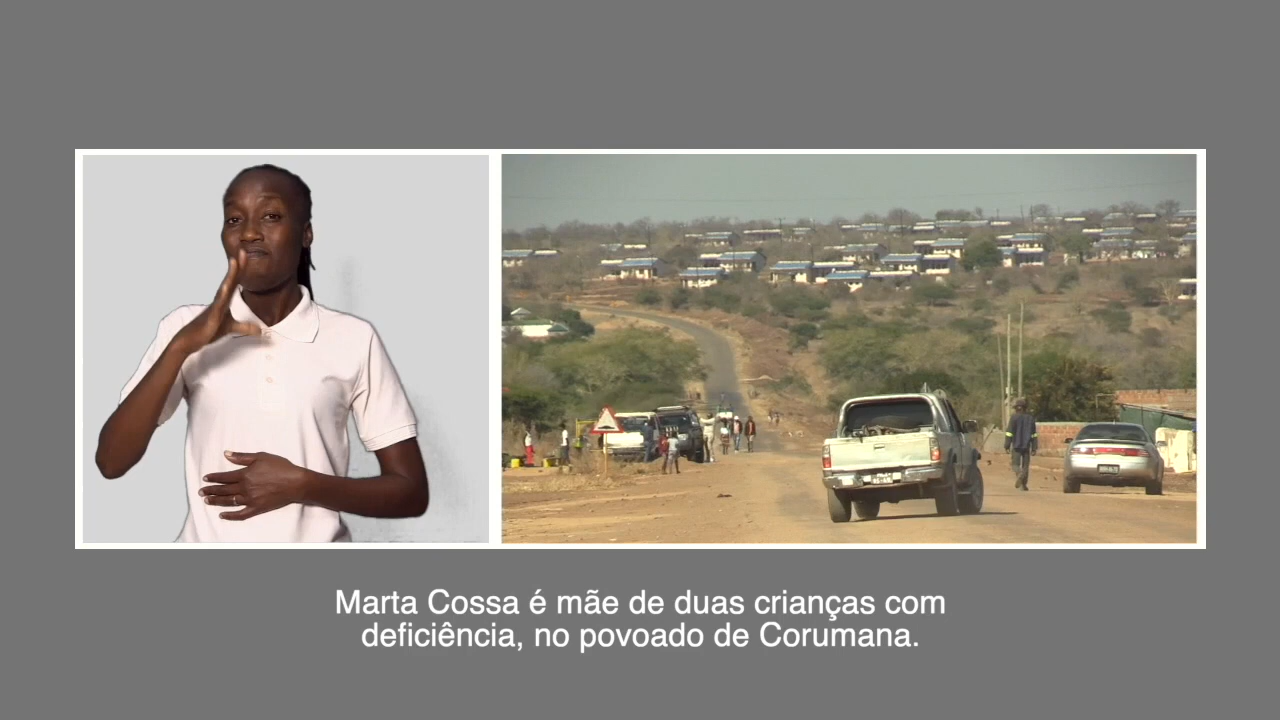 Marta Cossa é mãe de duas crianças com
deficiência, no povoado de Corumana.